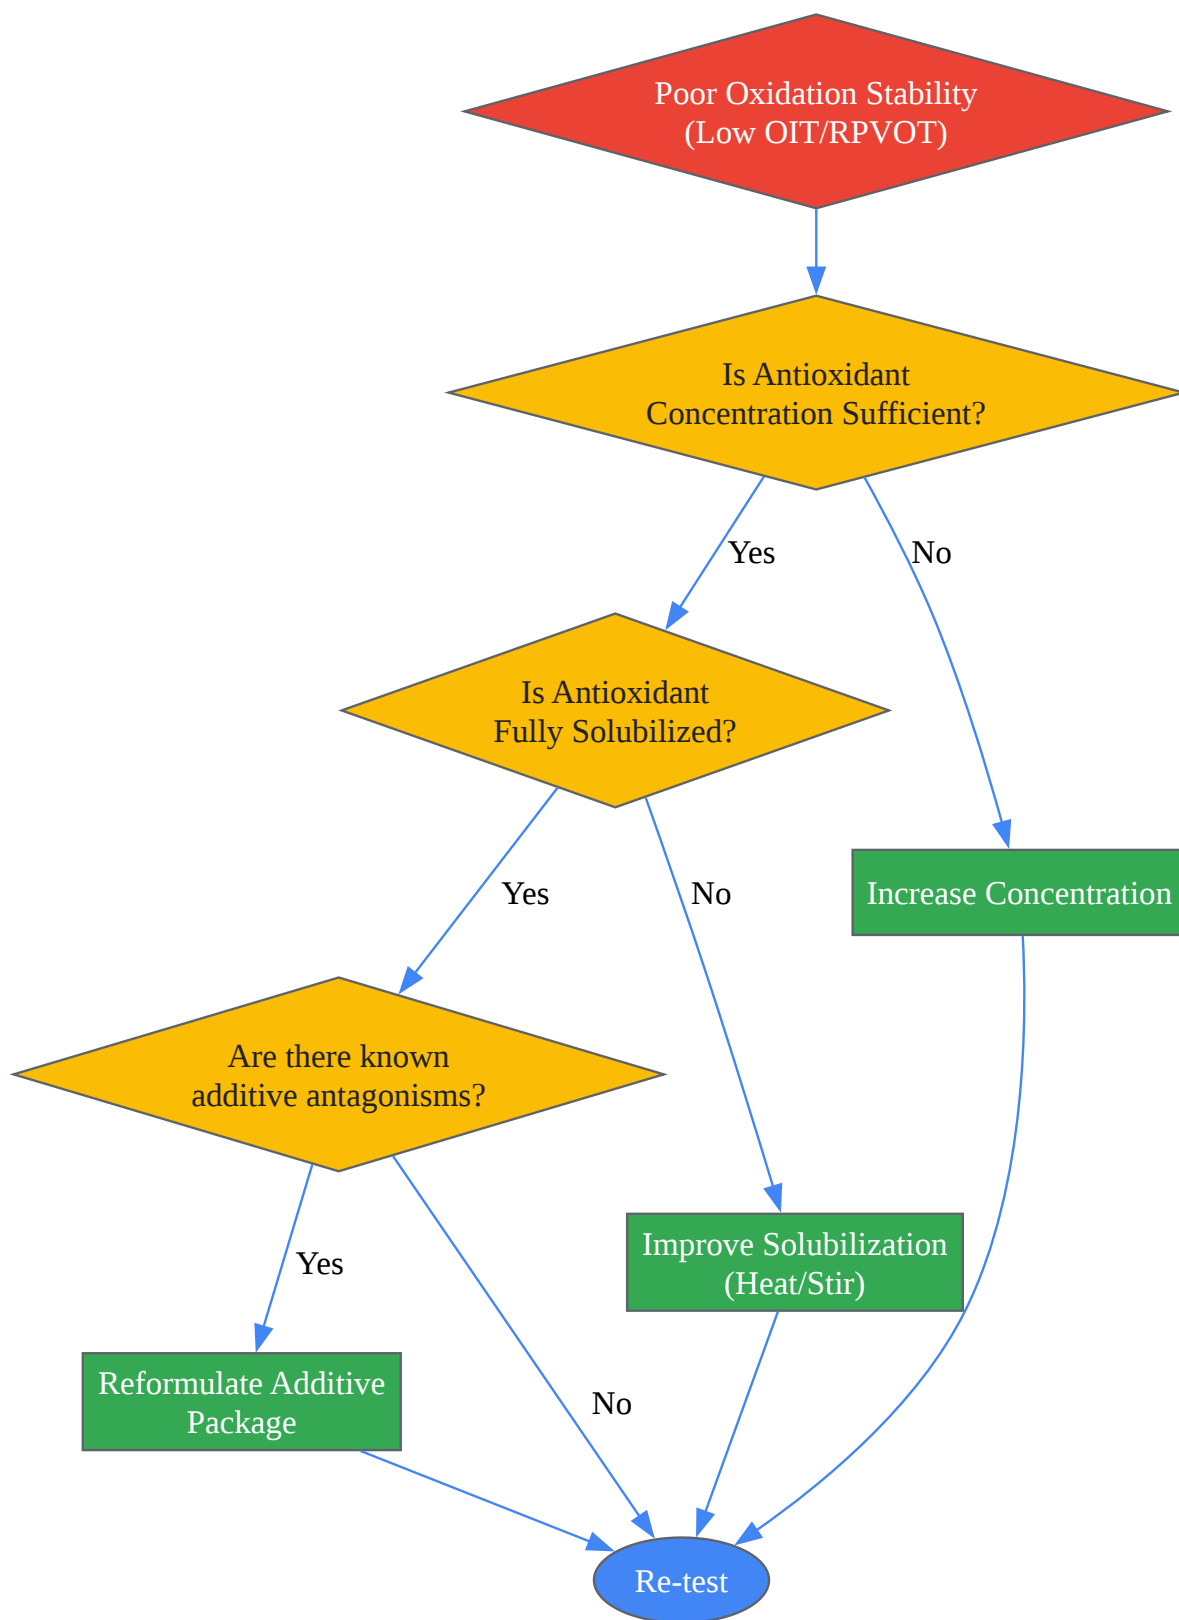 Poor Oxidation Stability
(Low OIT/RPVOT)
Is Antioxidant
Concentration Sufficient?
Yes
No
Is Antioxidant
Fully Solubilized?
Yes
No
Increase Concentration
Are there known
additive antagonisms?
Yes
No
Improve Solubilization
(Heat/Stir)
Reformulate Additive
Package
Re-test